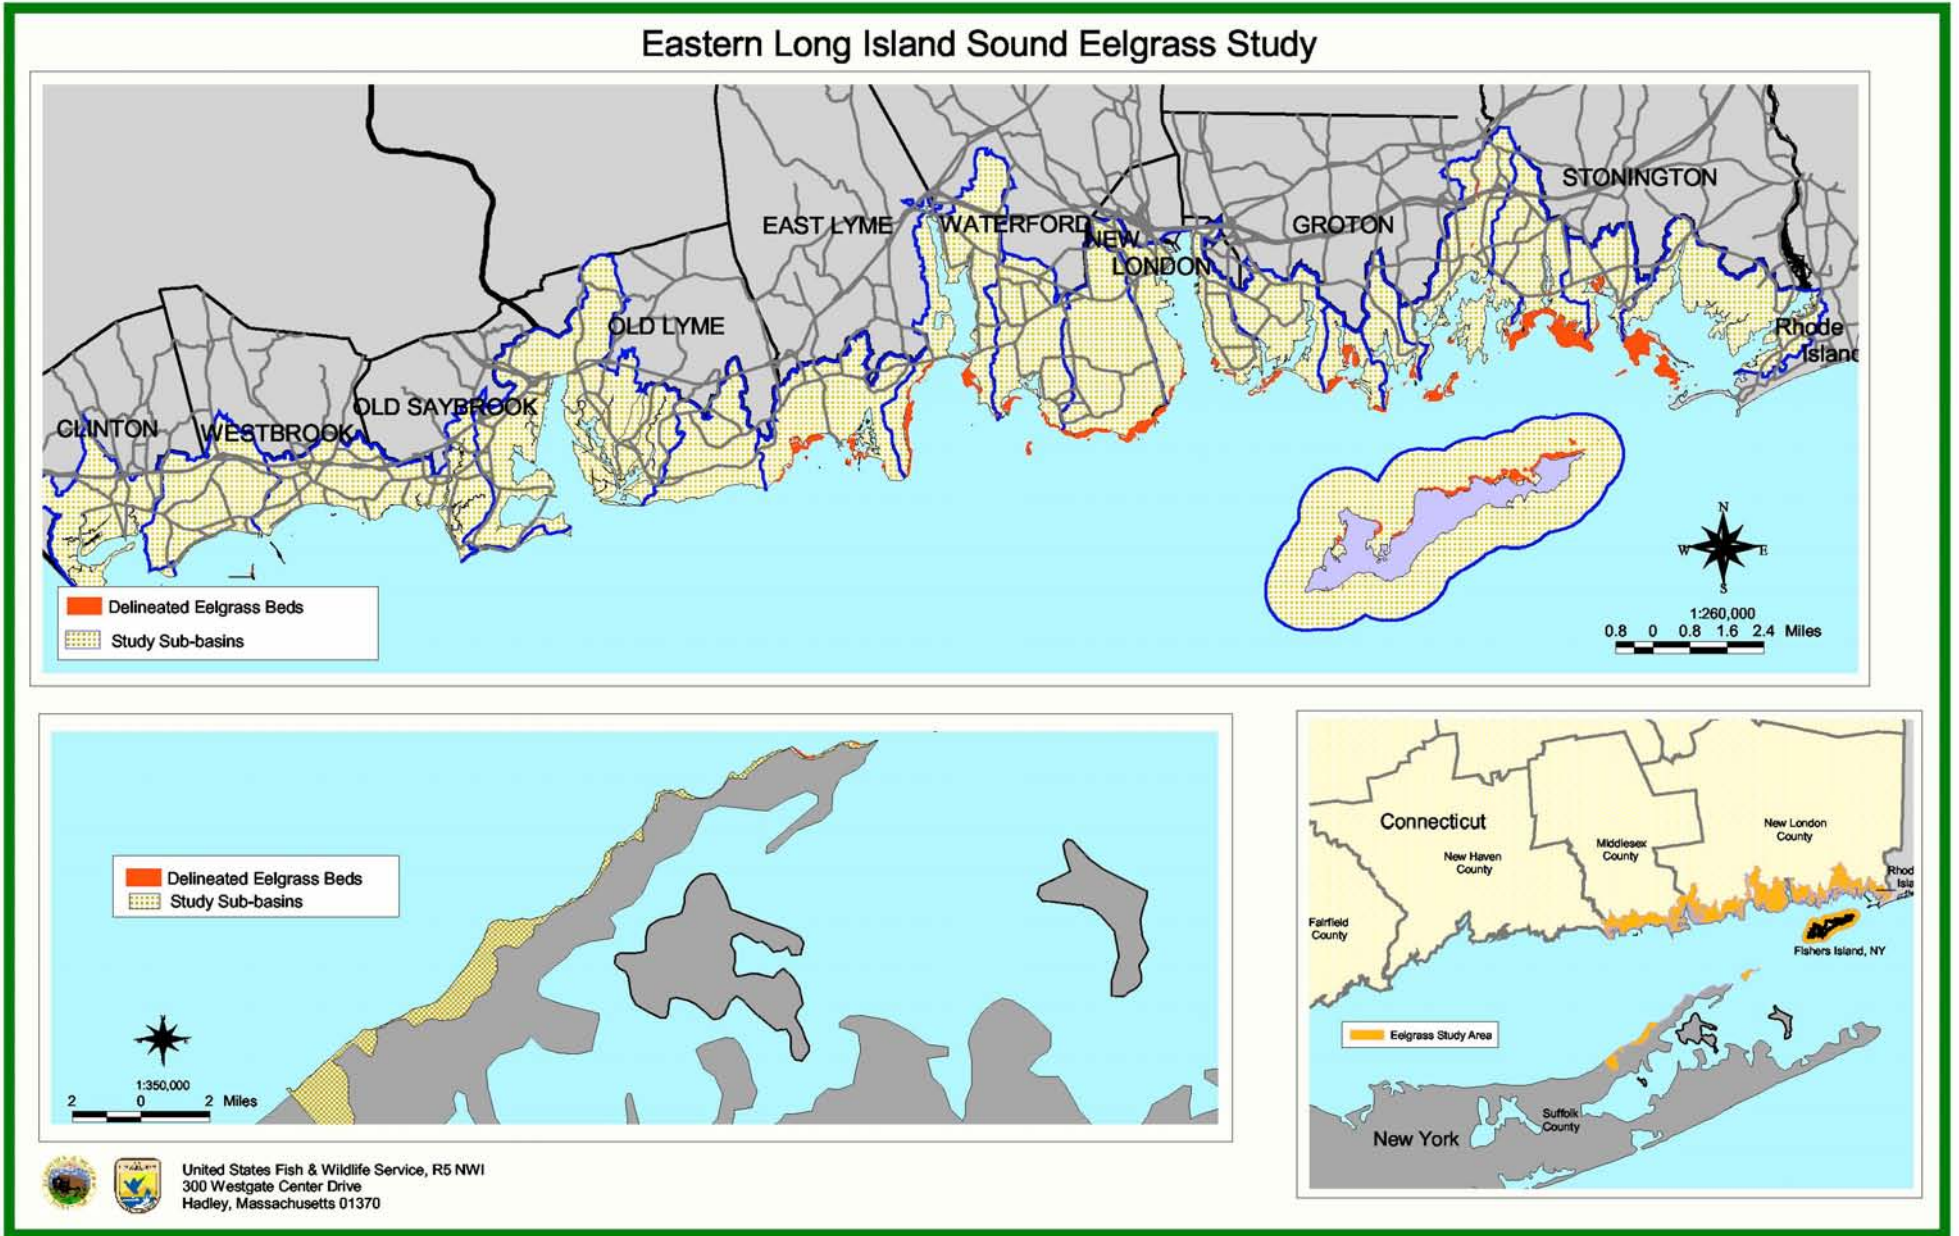 Eastern Long Island Sound Eelgrass Study
STONINGTON
EAST LYME
WATERFORD
NEW
LONDON
GROTON
OLD LYME
Rhode
Island
OLD SAYBROOK
CLINTON
WESTBROOK
N
W
E
S
Delineated Eelgrass Beds
Study Sub-basins
1:260,000
0.8 0 0.8 1.6 2.4 Miles
Delineated Eelgrass Beds
Study Sub-basins
1:350,000
2 0 2 Miles
Connecticut
New London
County
Middlesex
County
New Haven
County
Rhod
Isla
Fairfield
County
Fishers Island, NY
Eelgrass Study Area
Suffolk
County
New York
United States Fish & Wildlife Service, R5 NWI
300 Westgate Center Drive
Hadley, Massachusetts 01370